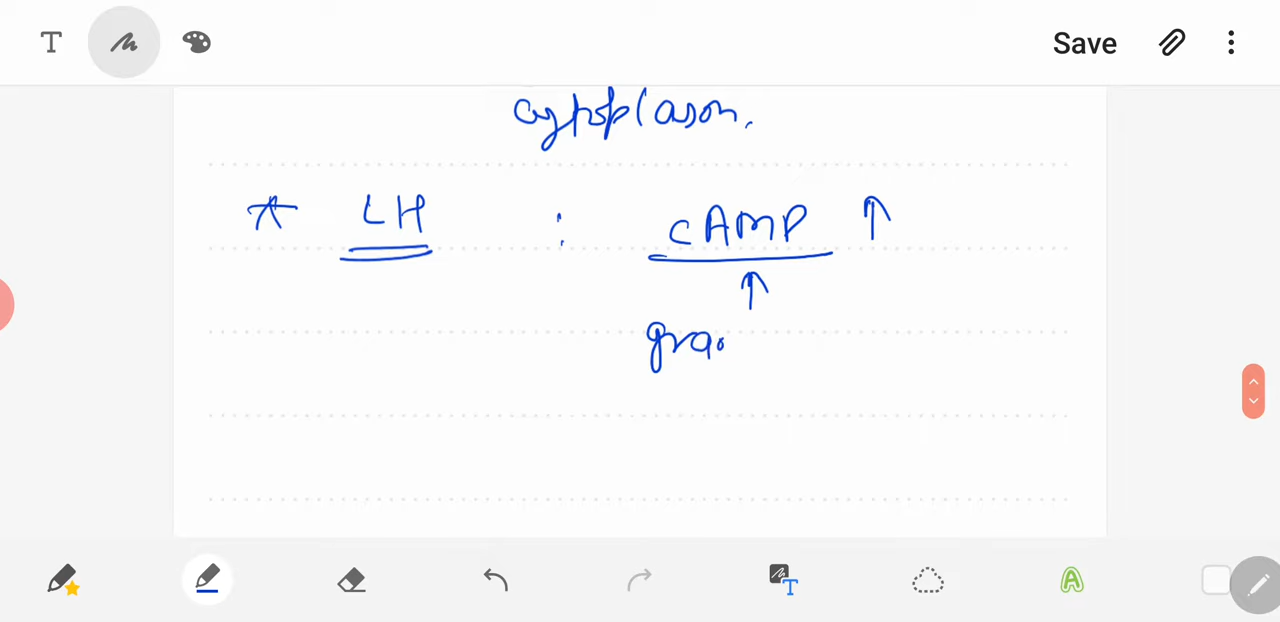 T Save
cytoplasm.
* LH : cAMP ↑
↑
gra
T
A